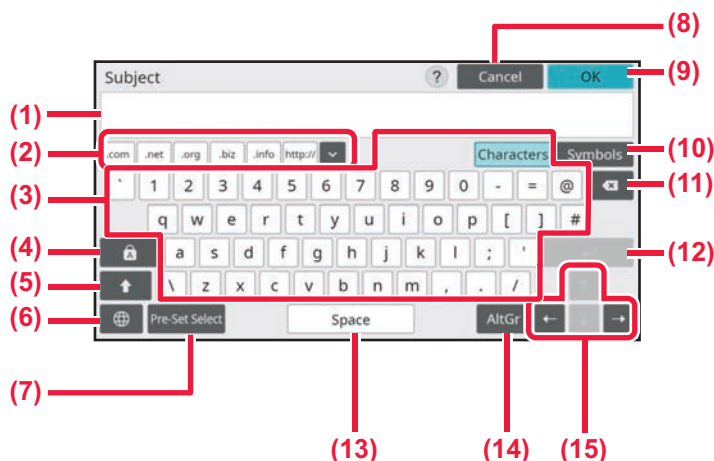 (8)
Subject ? Cancel OK (9)
(1)
(2) .com .net .org .biz .info http:// Characters Symbols (10)
(3) ` 1 2 3 4 5 6 7 8 9 0 - = @ (11)
q w e r t y u i o p [ ] #
(4) A a s d f g h j k l ; ' (12)
(5) \ z x c v b n m , . /
(6) Pre-Set Select Space AltGr
(7)
(13) (14) (15)